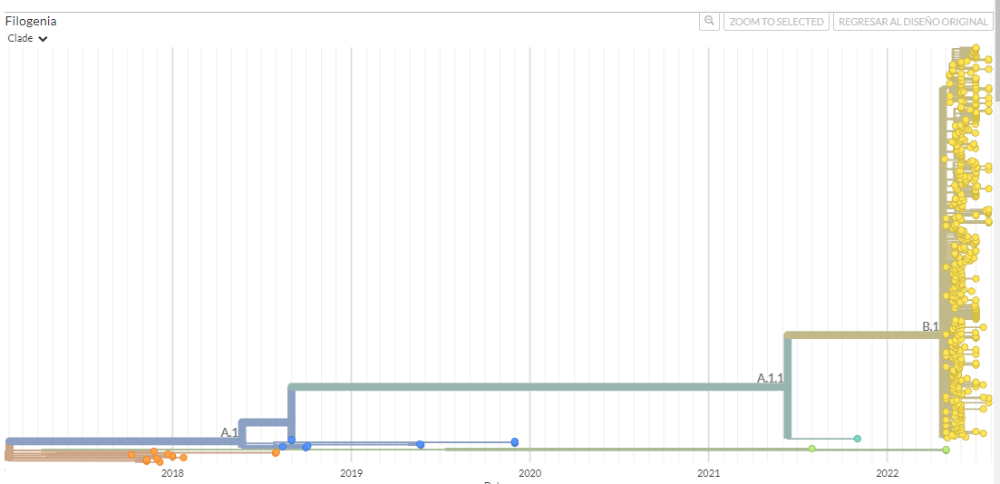 Filogenia
ZOOM TO SELECTED
REGRESAR AL DISEÑO ORIGINAL
Clade
B.1
A.1.1
A.1
2018
2019
2020
2021
2022